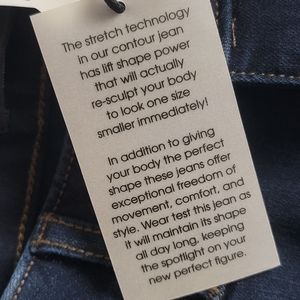 The stretch technology
in our contour jean
has lift shape power
that will actually
re-sculpt your body
to look one size
smaller immediately!
In addition to giving
your body the perfect
shape these jeans offer
exceptional freedom of
movement, comfort, and
style. Wear test this jean as
it will maintain its shape
all day long, keeping
the spotlight on your
new perfect figure.